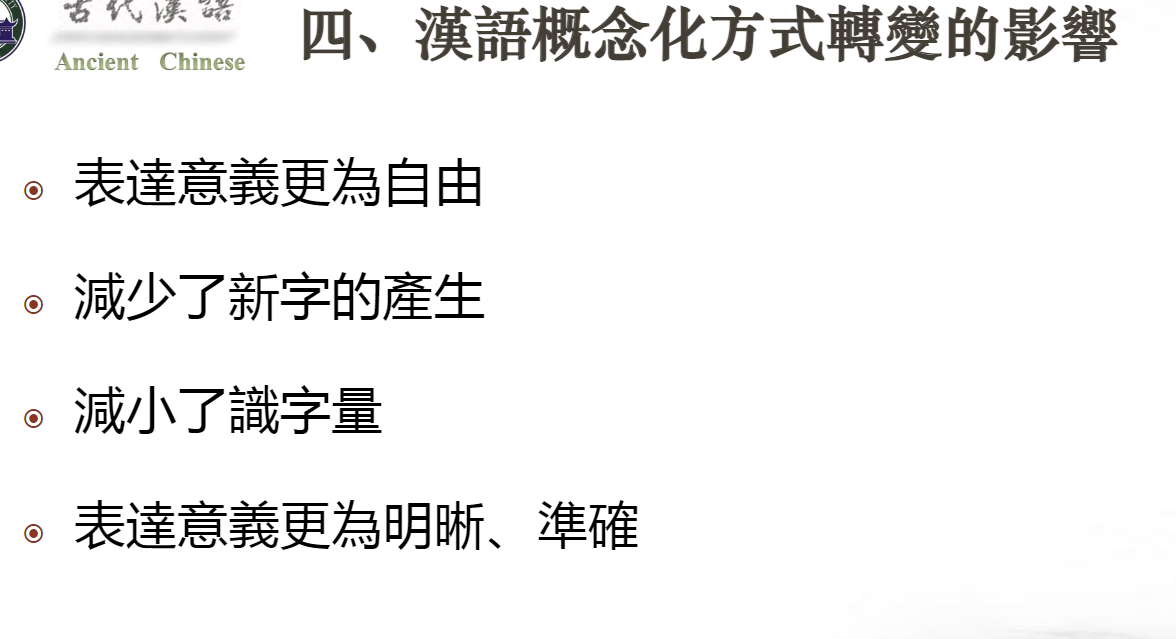 古代漢語
Ancient Chinese
四、漢語概念化方式轉變的影響
表達意義更為自由
減少了新字的產生
減小了識字量
表達意義更為明晰、準確